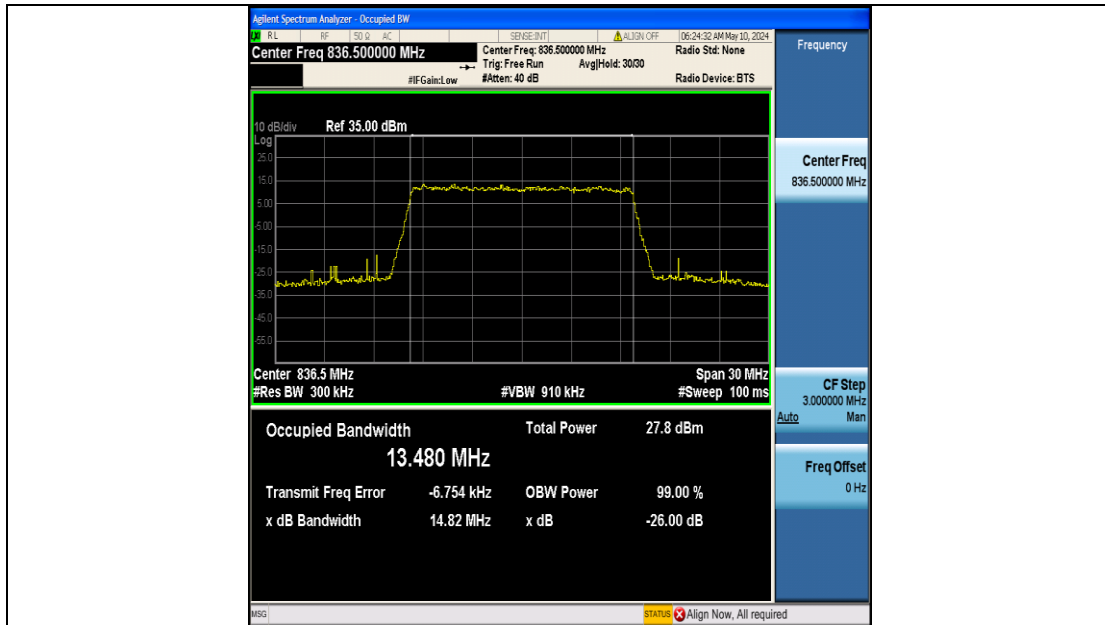 Agilent Spectrum Analyzer - Occupied BW
RL RF 50 Ω AC SENSE:INT ALIGN OFF 06:24:32 AM May 10, 2024
Center Freq 836.500000 MHz
Center Freq: 836.500000 MHz Radio Std: None
Trig: Free Run Avg|Hold: 30/30
#IFGain:Low #Atten: 40 dB Radio Device: BTS
10 dB/div Ref 35.00 dBm
Log
25.0
15.0
5.00
-5.00
-15.0
-25.0
-35.0
-45.0
-55.0
Center 836.5 MHz Span 30 MHz
#Res BW 300 kHz #VBW 910 kHz #Sweep 100 ms
Occupied Bandwidth Total Power 27.8 dBm
13.480 MHz
Transmit Freq Error -6.754 kHz OBW Power 99.00 %
x dB Bandwidth 14.82 MHz x dB -26.00 dB
MSG STATUS Align Now, All required
Frequency
Center Freq
836.500000 MHz
CF Step
3.000000 MHz
Auto Man
Freq Offset
0 Hz